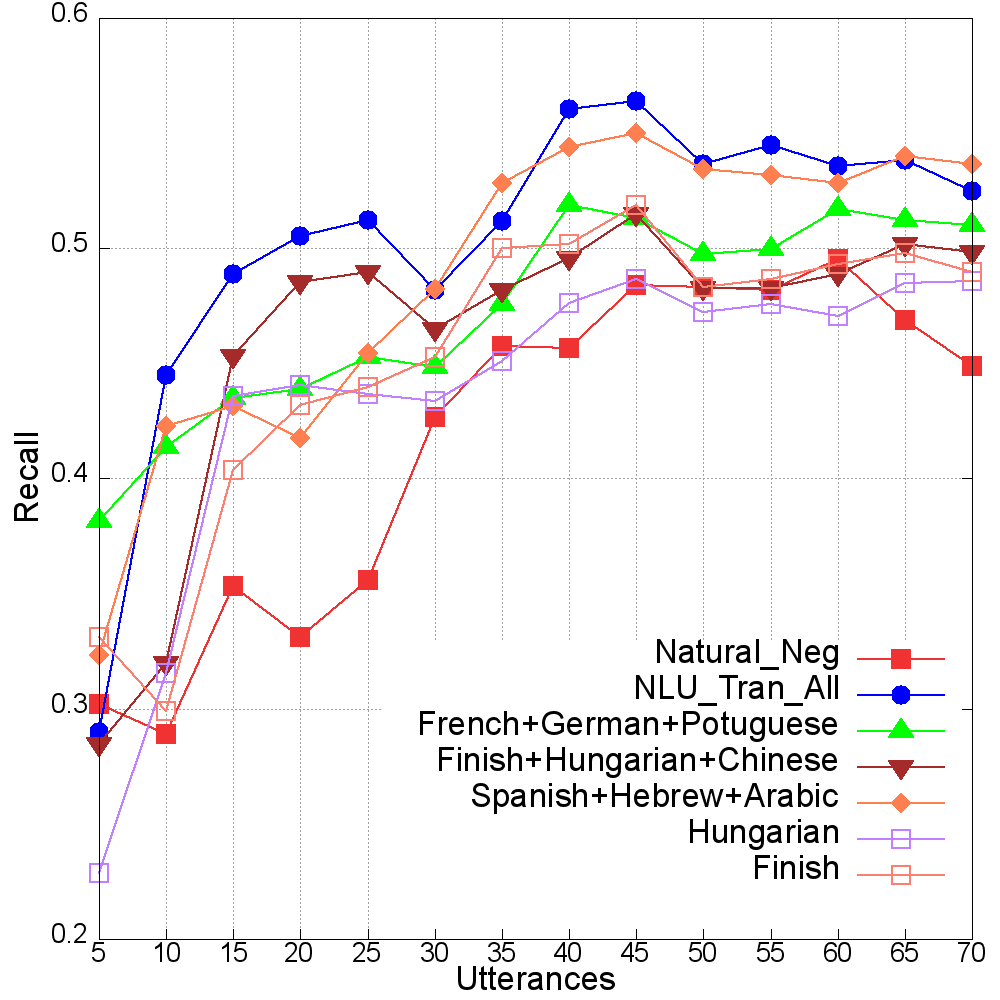 0.6
0.5
0.4
0.3
0.2
Recall
Natural_Neg
NLU_Tran_All
French+German+Potuguese
Finish+Hungarian+Chinese
Spanish+Hebrew+Arabic
Hungarian
Finish
5 10 15 20 25 30 35 40 45 50 55 60 65 70
Utterances